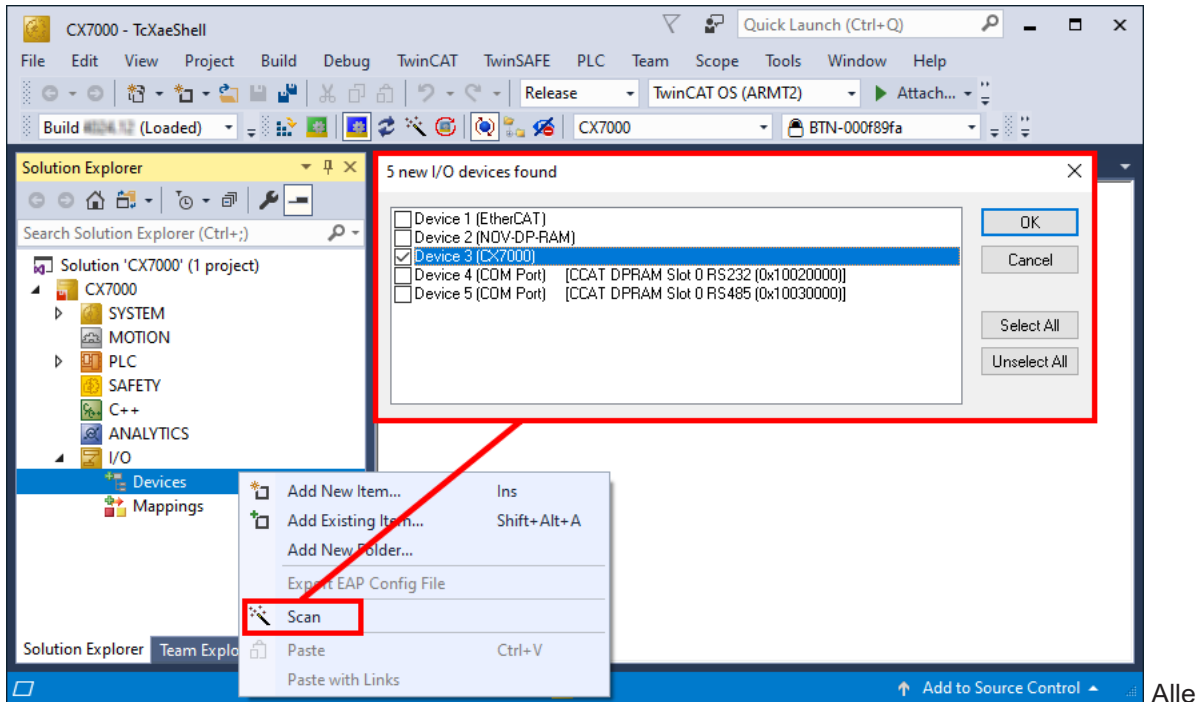 CX7000 - TcXaeShell
Quick Launch (Ctrl+Q)
File Edit View Project Build Debug TwinCAT TwinSAFE PLC Team Scope Tools Window Help
Release TwinCAT OS (ARMT2) Attach...
Build (Loaded) CX7000 BTN-000f89fa
Solution Explorer
Search Solution Explorer (Ctrl+;)
Solution 'CX7000' (1 project)
CX7000
SYSTEM
MOTION
PLC
SAFETY
C++
ANALYTICS
I/O
Devices
Mappings
5 new I/O devices found
Device 1 (EtherCAT)
Device 2 (NOV-DP-RAM)
Device 3 (CX7000)
Device 4 (COM Port) [CCAT DPRAM Slot 0 RS232 (0x10020000)]
Device 5 (COM Port) [CCAT DPRAM Slot 0 RS485 (0x10030000)]
OK
Cancel
Select All
Unselect All
Add New Item... Ins
Add Existing Item... Shift+Alt+A
Add New Folder...
Export EAP Config File
Scan
Paste Ctrl+V
Paste with Links
Solution Explorer Team Explo
Add to Source Control
Alle